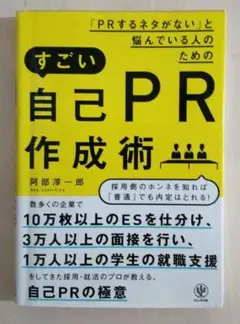 「PRするネタがない」と
悩んでいる人の
ための
すごい
自己PR
作成術
阿部淳一郎
採用側のホンネを知れば
「普通」でも内定はとれる!
数多くの企業で
10万枚以上のESを仕分け、
3万人以上の面接を行い、
1万人以上の学生の就職支援
をしてきた採用・就活のプロが教える、
自己PRの極意